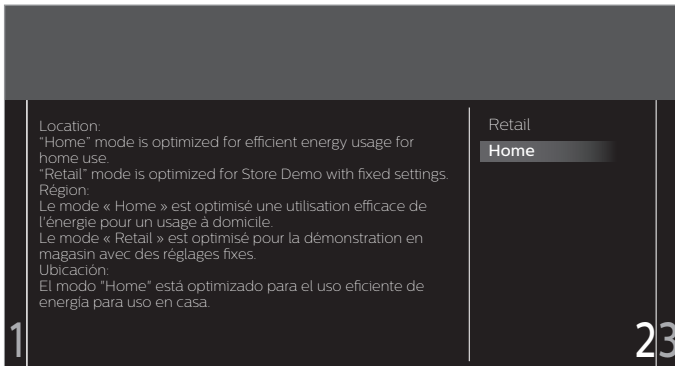 Location:
“Home” mode is optimized for efficient energy usage for
home use.
“Retail” mode is optimized for Store Demo with fixed settings.
Région:
Le mode « Home » est optimisé une utilisation efficace de
l’énergie pour un usage à domicile.
Le mode « Retail » est optimisé pour la démonstration en
magasin avec des réglages fixes.
Ubicación:
El modo "Home" está optimizado para el uso eficiente de
energía para uso en casa.
Retail
Home
1
2
3